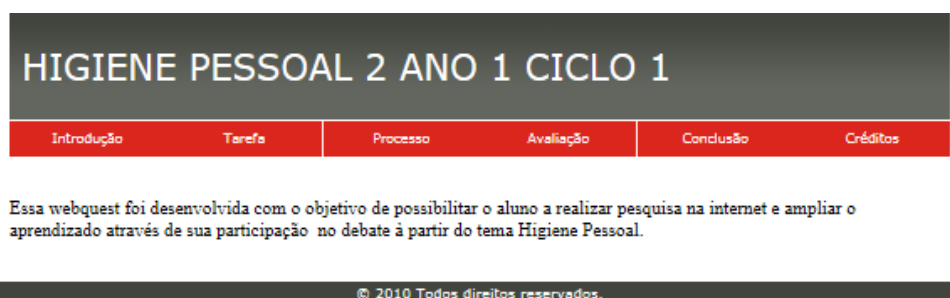 HIGIENE PESSOAL 2 ANO 1 CICLO 1
Introdução Tarefa Processo Avaliação Conclusão Créditos
Essa webquest foi desenvolvida com o objetivo de possibilitar o aluno a realizar pesquisa na internet e ampliar o
aprendizado através de sua participação no debate à partir do tema Higiene Pessoal.
© 2010 Todos direitos reservados.